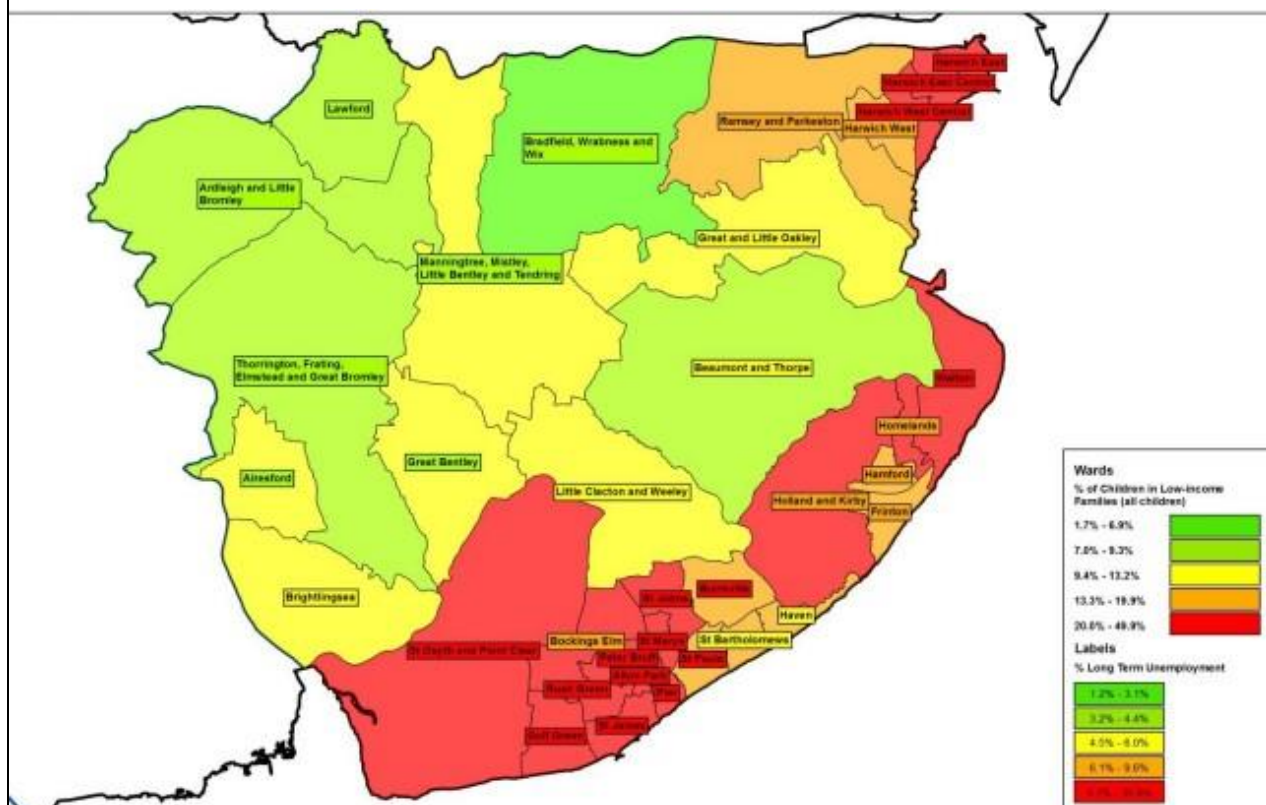 Harwich East
Harwich East Central
Lawford
Harwich West Central
Ramsey and Parkeston
Harwich West
Bradfield, Wrabness and
Wix
Ardleigh and Little
Bromley
Great and Little Oakley
Manningtree, Mistley,
Little Bentley and Tendring
Thorrington, Frating,
Elmstead and Great Bromley
Beaumont and Thorpe
Walton
Homelands
Great Bentley
Hamford
Alresford
Little Clacton and Weeley
Holland and Kirby
Frinton
Brightlingsea
Burrsville
St Johns
Haven
Bockings Elm
St Marys
St Bartholomews
St Osyth and Point Clear
Peter Bruff
St Pauls
Alton Park
Rush Green
Pier
St James
Golf Green
Wards
% of Children in Low-income
Families (all children)
1.7% - 6.9%
7.0% - 9.3%
9.4% - 13.2%
13.3% - 19.9%
20.0% - 49.9%
Labels
% Long Term Unemployment
1.2% - 3.1%
3.2% - 4.4%
4.5% - 6.0%